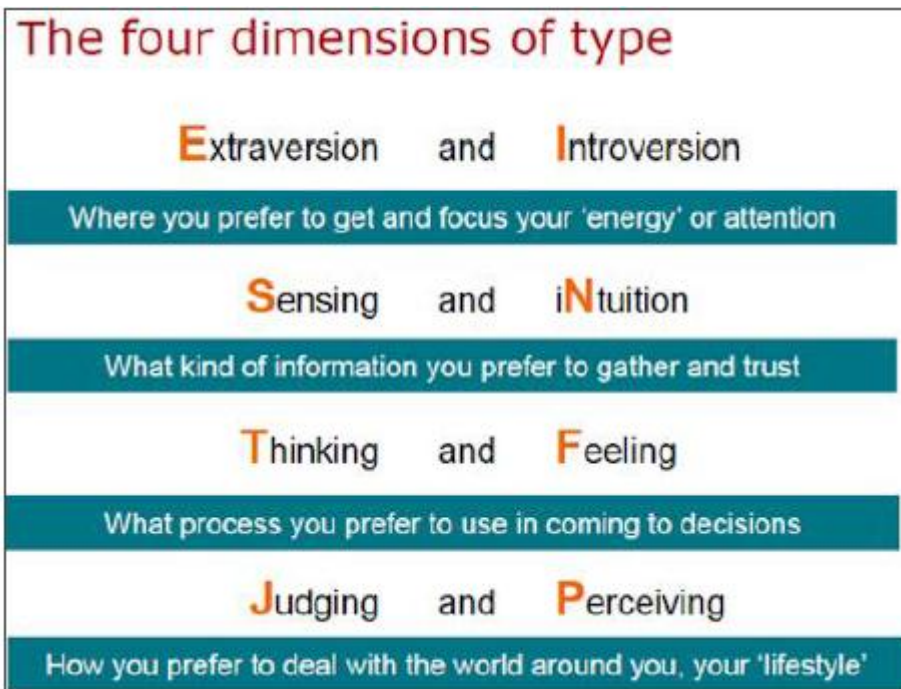 The four dimensions of type
Extraversion and Introversion
Where you prefer to get and focus your 'energy' or attention
Sensing and iNtuition
What kind of information you prefer to gather and trust
Thinking and Feeling
What process you prefer to use in coming to decisions
Judging and Perceiving
How you prefer to deal with the world around you, your 'lifestyle'